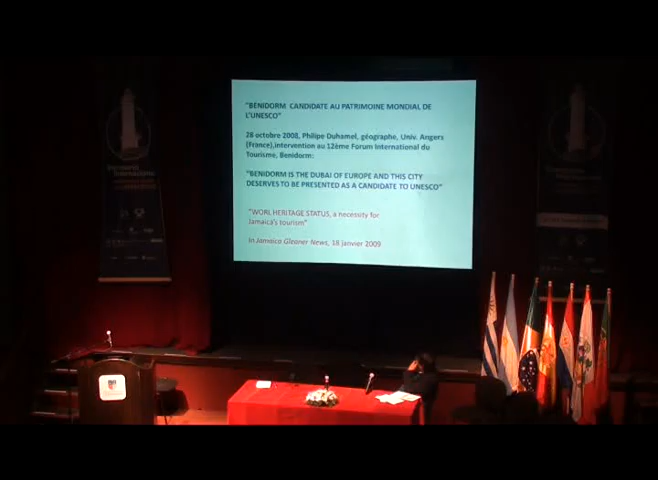 "BENIDORM CANDIDATE AU PATRIMOINE MONDIAL DE
L'UNESCO"
28 octobre 2008, Philipe Duhamel, géographe, Univ. Angers
(France),intervention au 12ème Forum International du
Tourisme, Benidorm:
"BENIDORM IS THE DUBAI OF EUROPE AND THIS CITY
DESERVES TO BE PRESENTED AS A CANDIDATE TO UNESCO"
"WORL HERITAGE STATUS, a necessity for
Jamaica's tourism"
In Jamaica Gleaner News, 18 janvier 2009